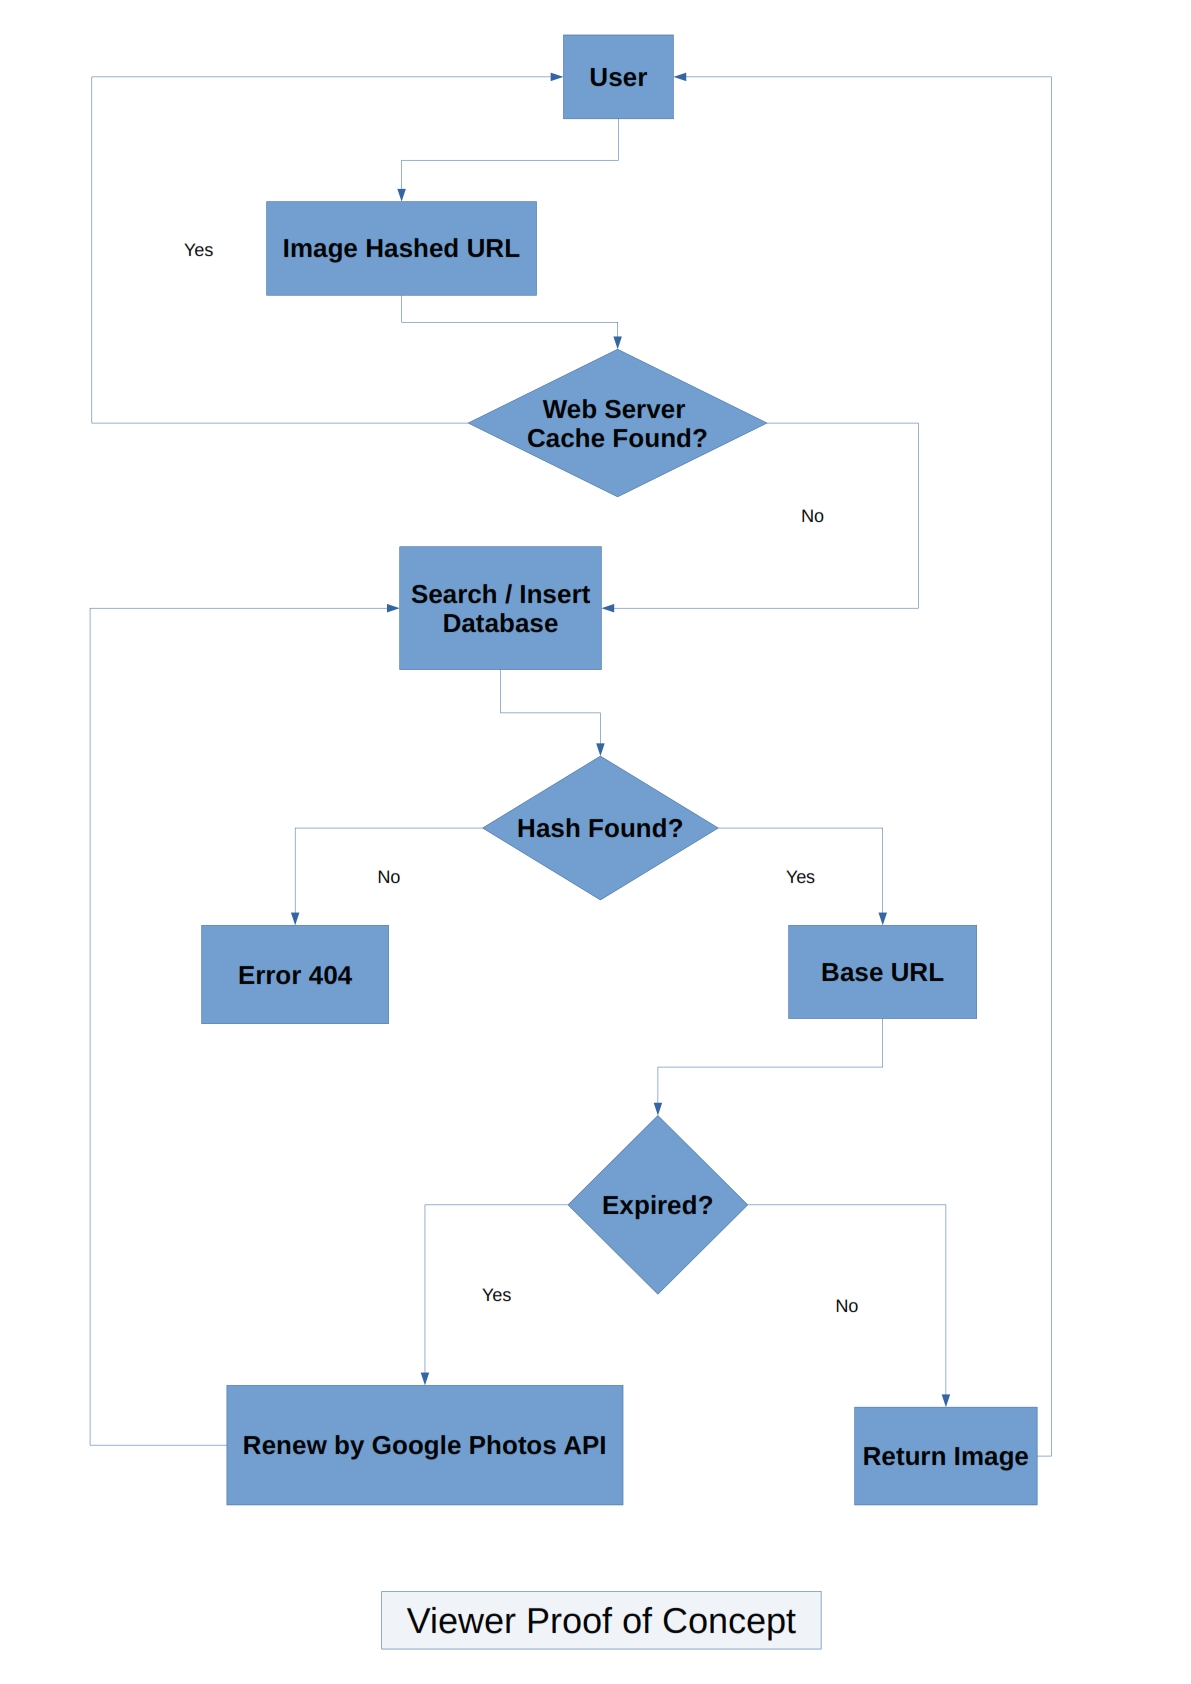 User
Yes
Image Hashed URL
Web Server
Cache Found?
No
Search / Insert
Database
Hash Found?
No
Yes
Error 404
Base URL
Expired?
Yes
No
Renew by Google Photos API
Return Image
Viewer Proof of Concept